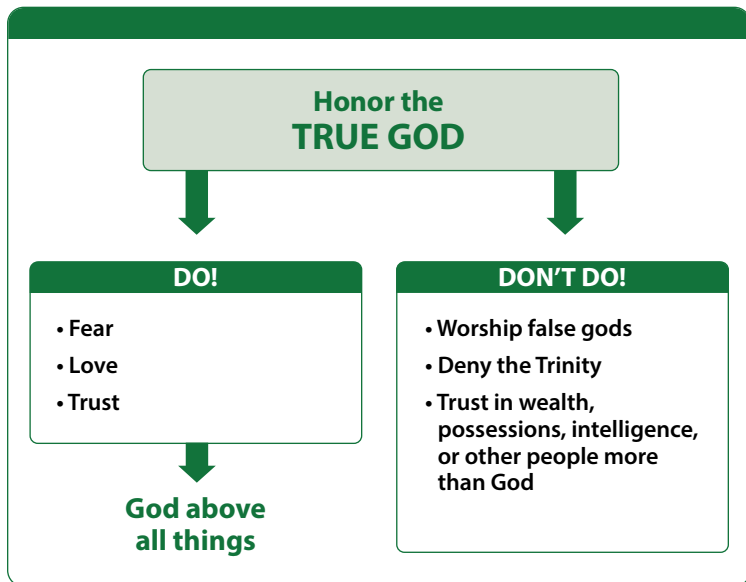 Honor the
TRUE GOD
DO!
• Fear
• Love
• Trust
God above
all things
DON'T DO!
• Worship false gods
• Deny the Trinity
• Trust in wealth,
possessions, intelligence,
or other people more
than God